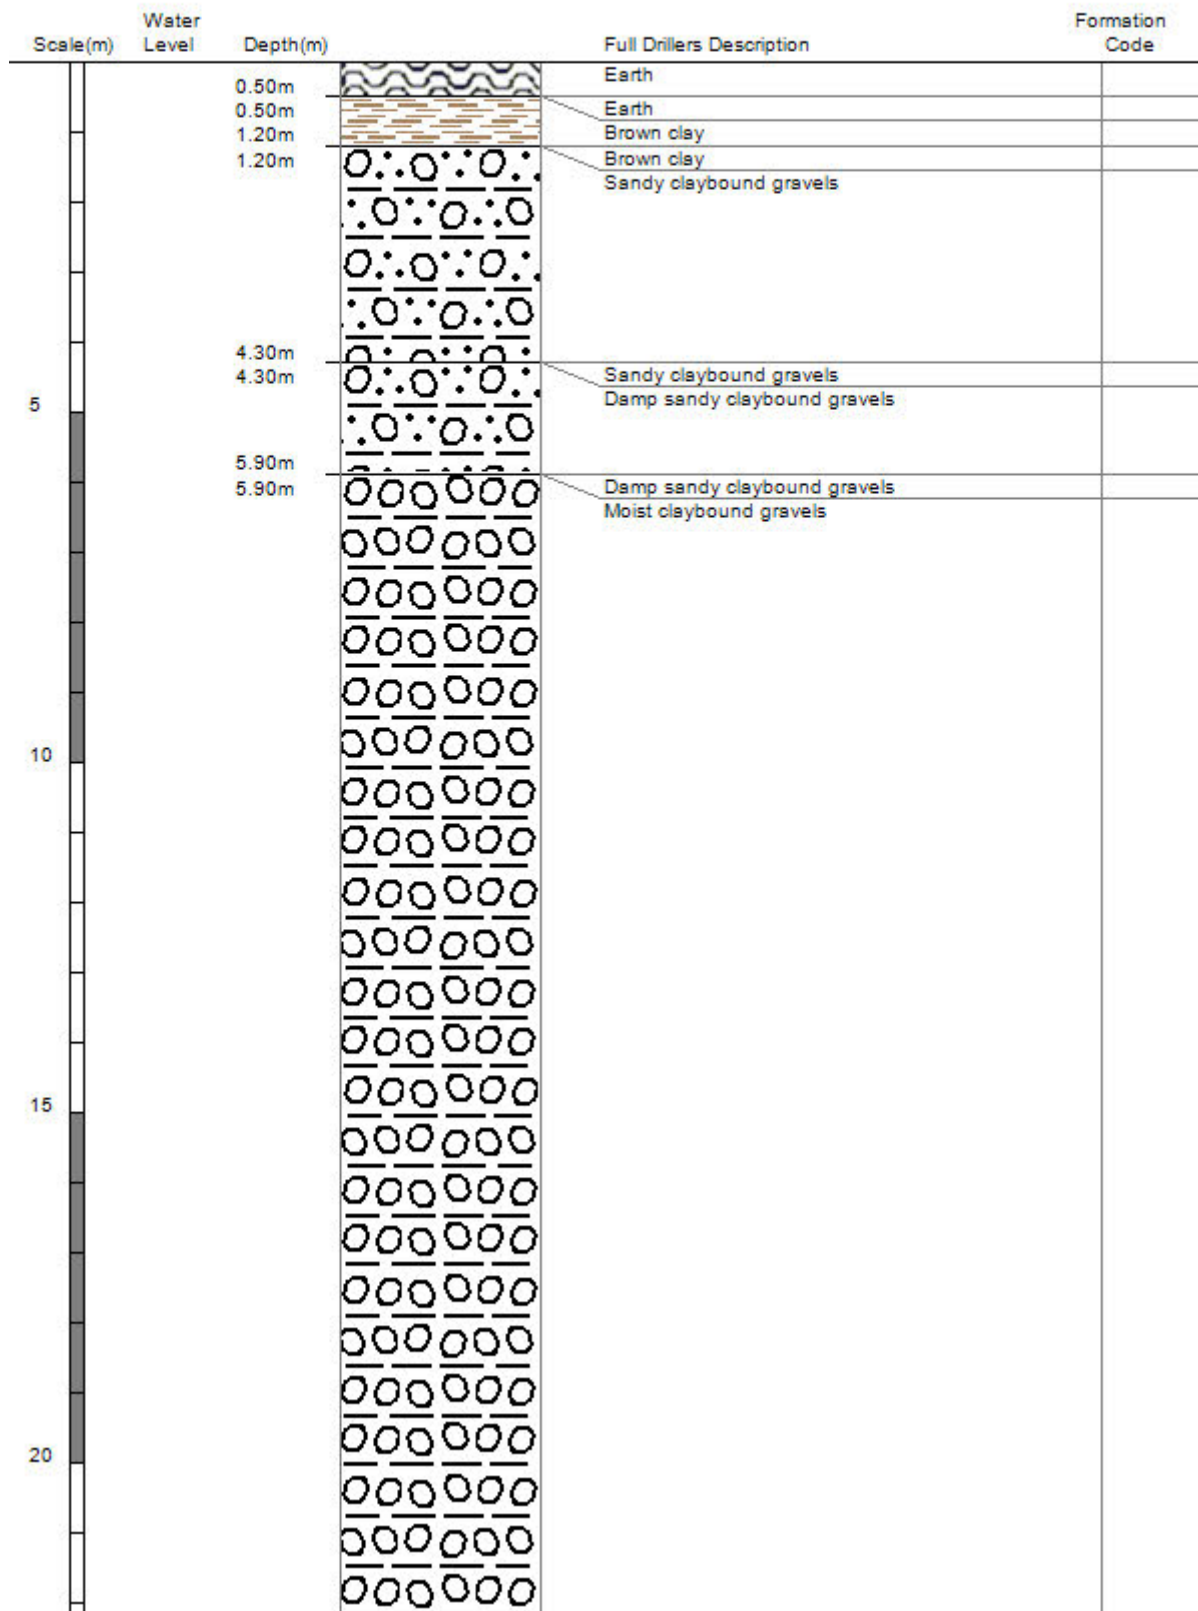 Water Formation
Scale(m) Level Depth(m) Full Drillers Description Code
Earth
0.50m
0.50m Earth
1.20m Brown clay
1.20m Brown clay
Sandy claybound gravels
4.30m
4.30m Sandy claybound gravels
Damp sandy claybound gravels
5
5.90m
5.90m Damp sandy claybound gravels
Moist claybound gravels
10
15
20